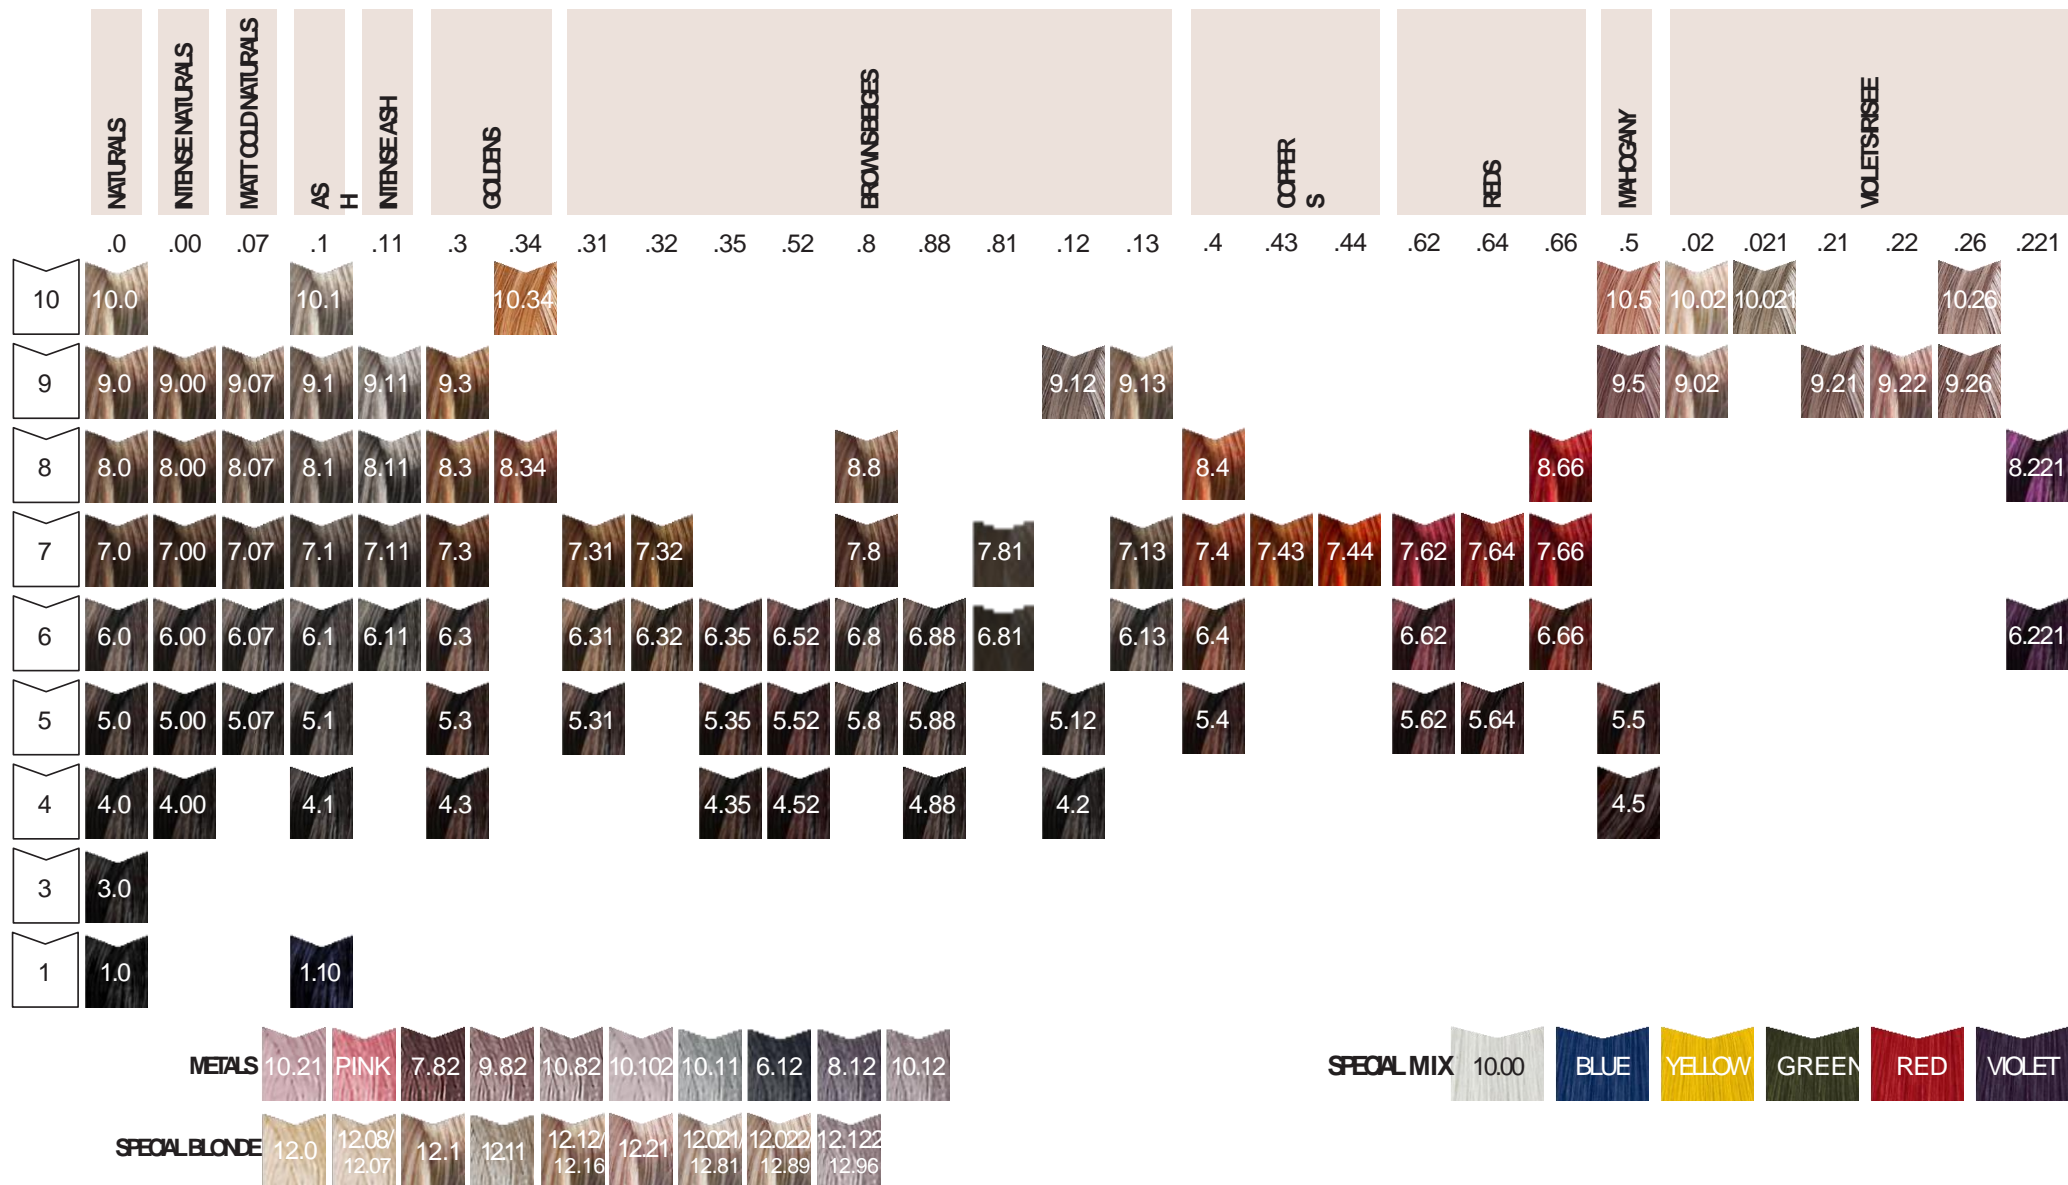 NATURALS
INTENSE NATURALS
MATT COLD NATURALS
AS
H
INTENSE ASH
GOLDENS
BROWNS BEIGES
COPPER
S
REDS
MAHOGANY
VIOLETS IRISEE
.0 .00 .07 .1 .11 .3 .34 .31 .32 .35 .52 .8 .88 .81 .12 .13 .4 .43 .44 .62 .64 .66 .5 .02 .021 .21 .22 .26 .221
10 10.0 10.1 10.34 10.5 10.02 10.021 10.26
9 9.0 9.00 9.07 9.1 9.11 9.3 9.12 9.13 9.5 9.02 9.21 9.22 9.26
8 8.0 8.00 8.07 8.1 8.11 8.3 8.34 8.8 8.4 8.66 8.221
7 7.0 7.00 7.07 7.1 7.11 7.3 7.31 7.32 7.8 7.81 7.13 7.4 7.43 7.44 7.62 7.64 7.66
6 6.0 6.00 6.07 6.1 6.11 6.3 6.31 6.32 6.35 6.52 6.8 6.88 6.81 6.13 6.4 6.62 6.66 6.221
5 5.0 5.00 5.07 5.1 5.3 5.31 5.35 5.52 5.8 5.88 5.12 5.4 5.62 5.64 5.5
4 4.0 4.00 4.1 4.3 4.35 4.52 4.88 4.2 4.5
3 3.0
1 1.0 1.10
METALS 10.21 PINK 7.82 9.82 10.82 10.102 10.11 6.12 8.12 10.12
SPECIAL MIX 10.00 BLUE YELLOW GREEN RED VIOLET
SPECIAL BLONDE 12.0 12.08/ 12.07 12.1 1211 12.12/ 12.16 12.21 12.021/ 12.81 12.022/ 12.89 12.122 12.96